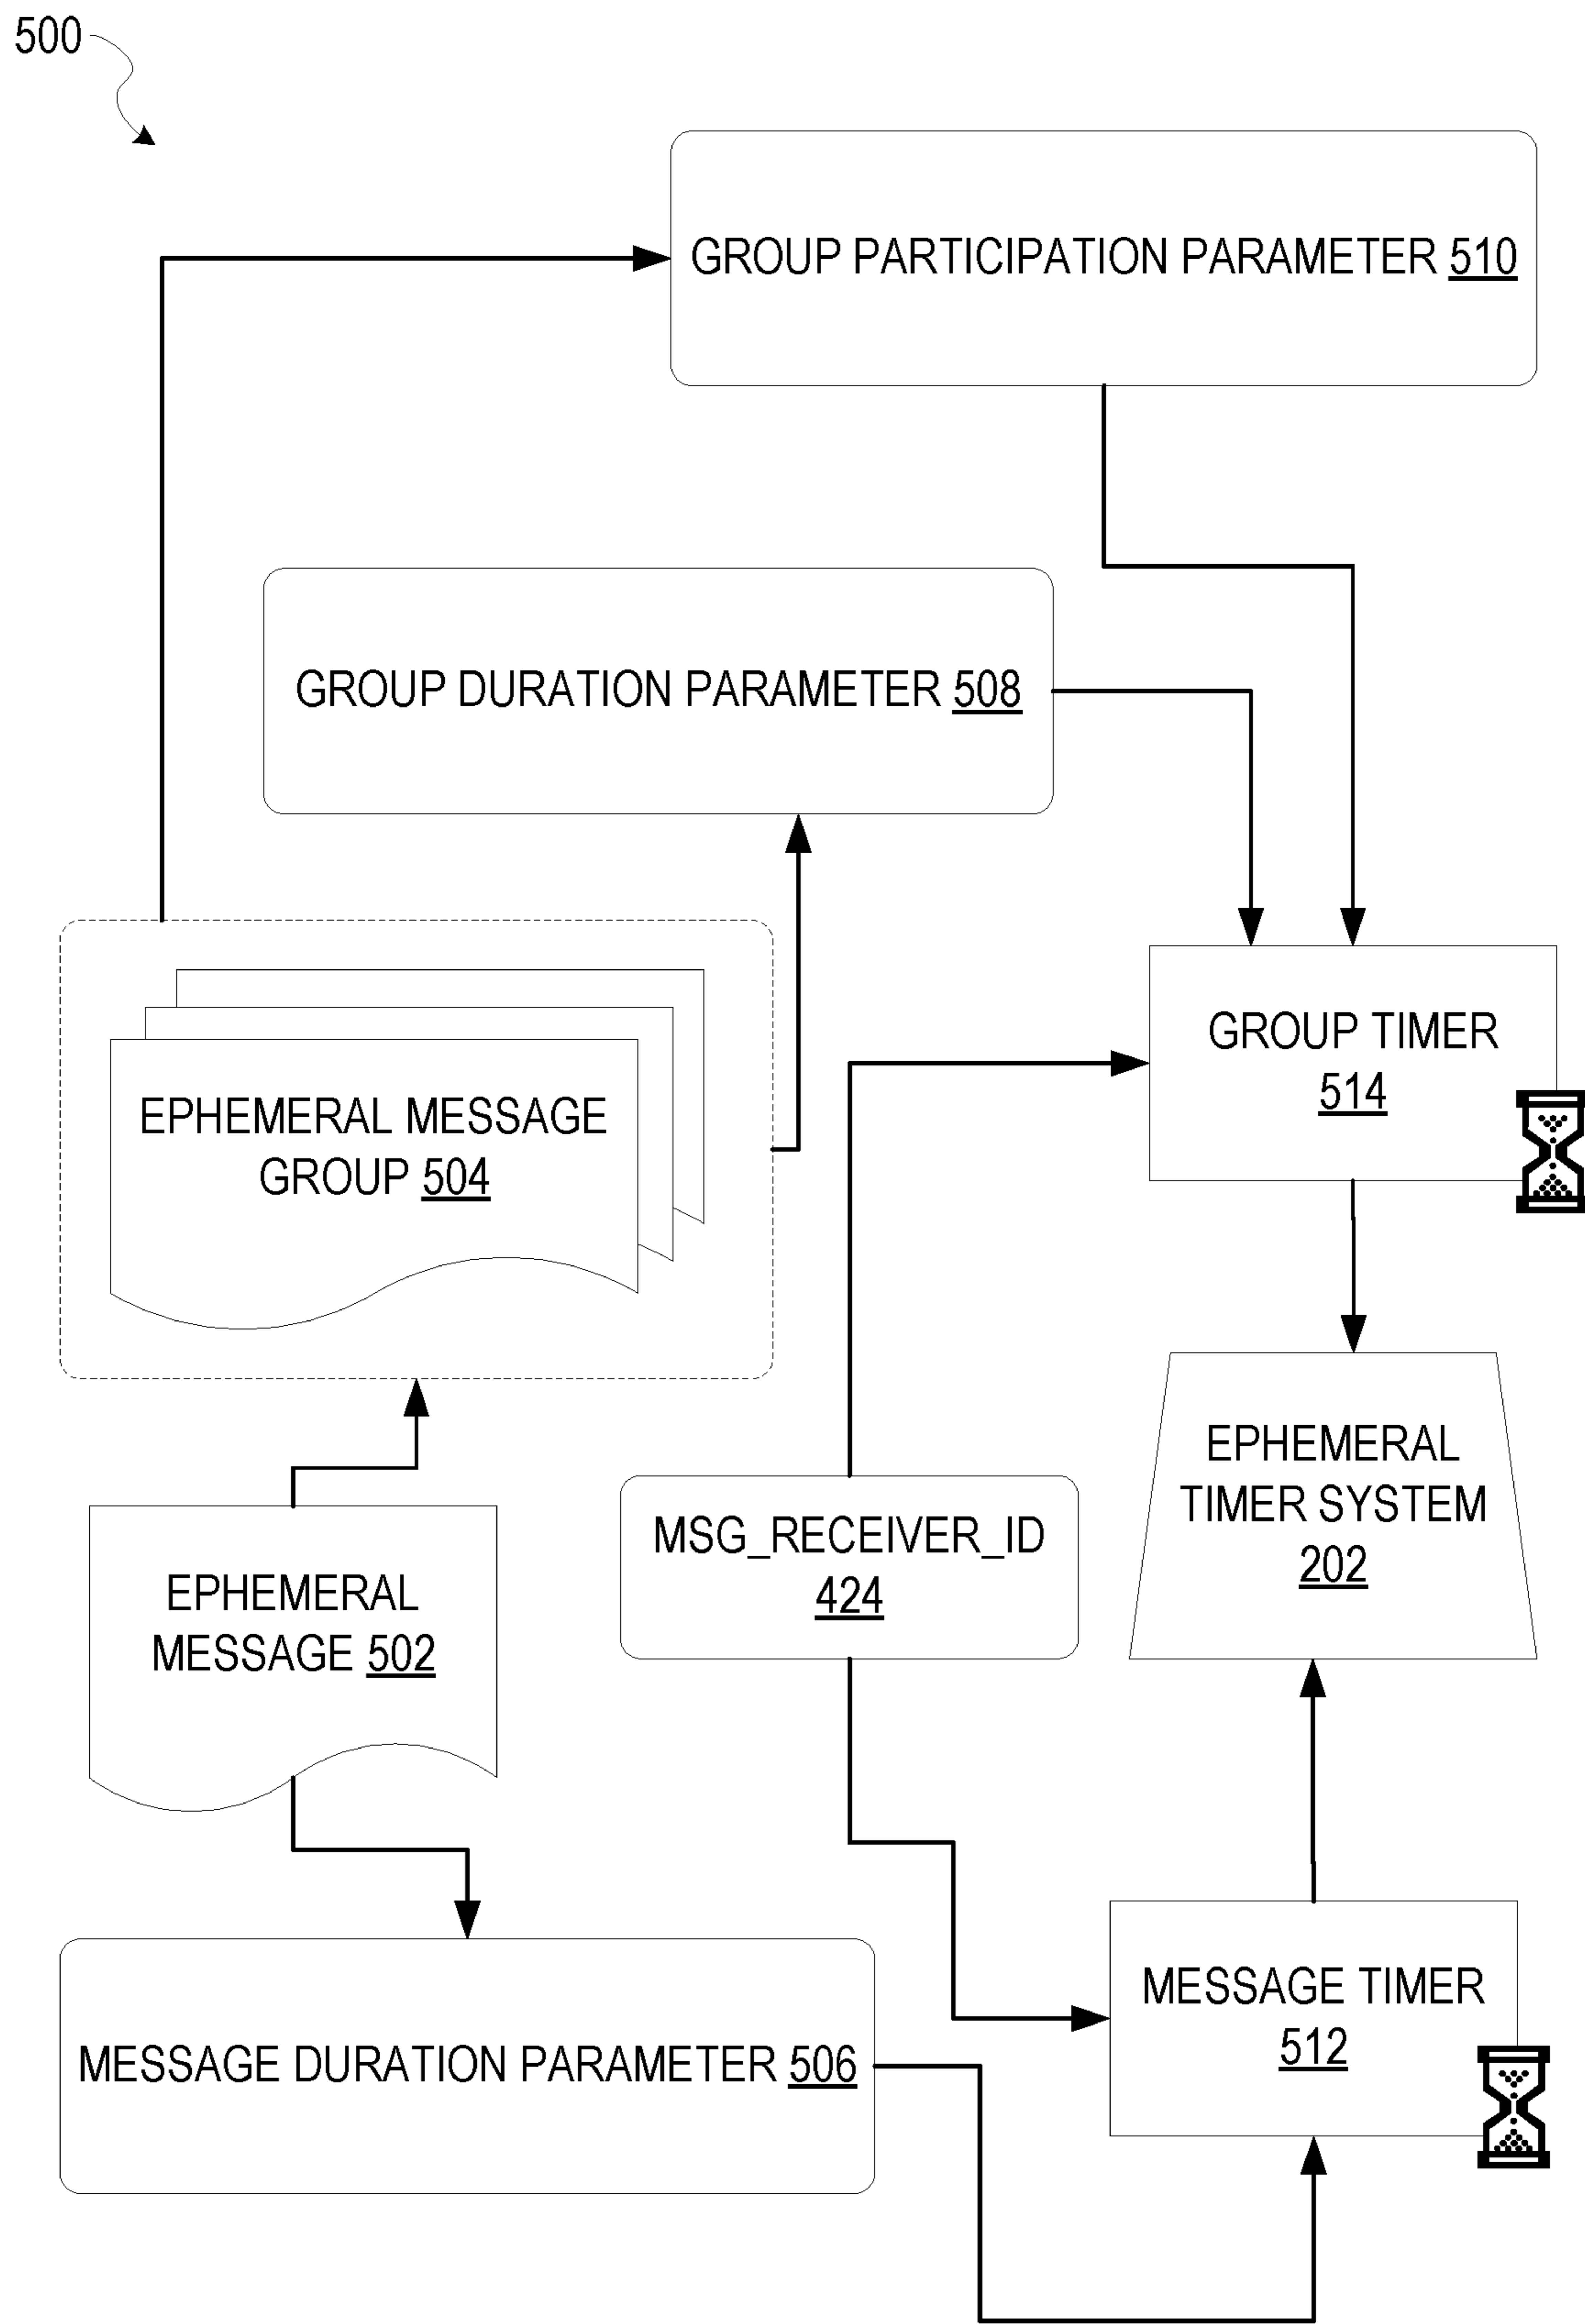 500
GROUP PARTICIPATION PARAMETER 510
GROUP DURATION PARAMETER 508
GROUP TIMER
514
EPHEMERAL MESSAGE
GROUP 504
EPHEMERAL
TIMER SYSTEM
202
MSG_RECEIVER_ID
424
EPHEMERAL
MESSAGE 502
MESSAGE TIMER
512
MESSAGE DURATION PARAMETER 506